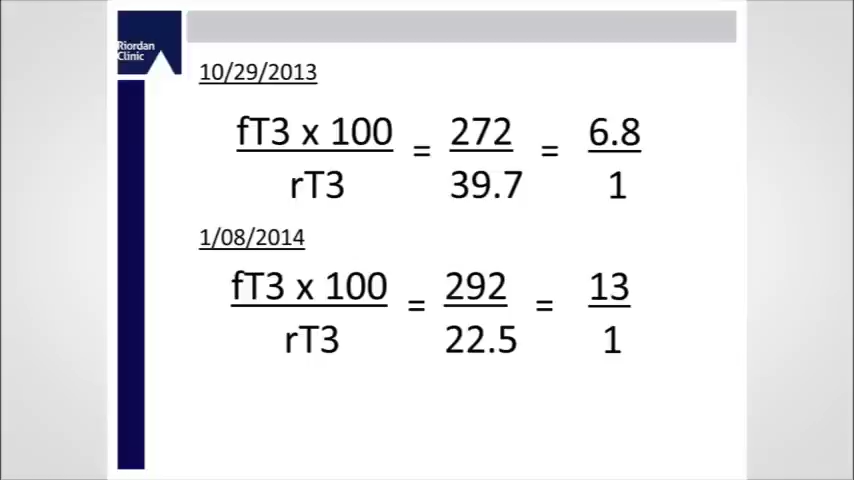 Riordan
Clinic
10/29/2013
fT3 x 100 = 272 = 6.8
rT3 39.7 1
1/08/2014
fT3 x 100 = 292 = 13
rT3 22.5 1